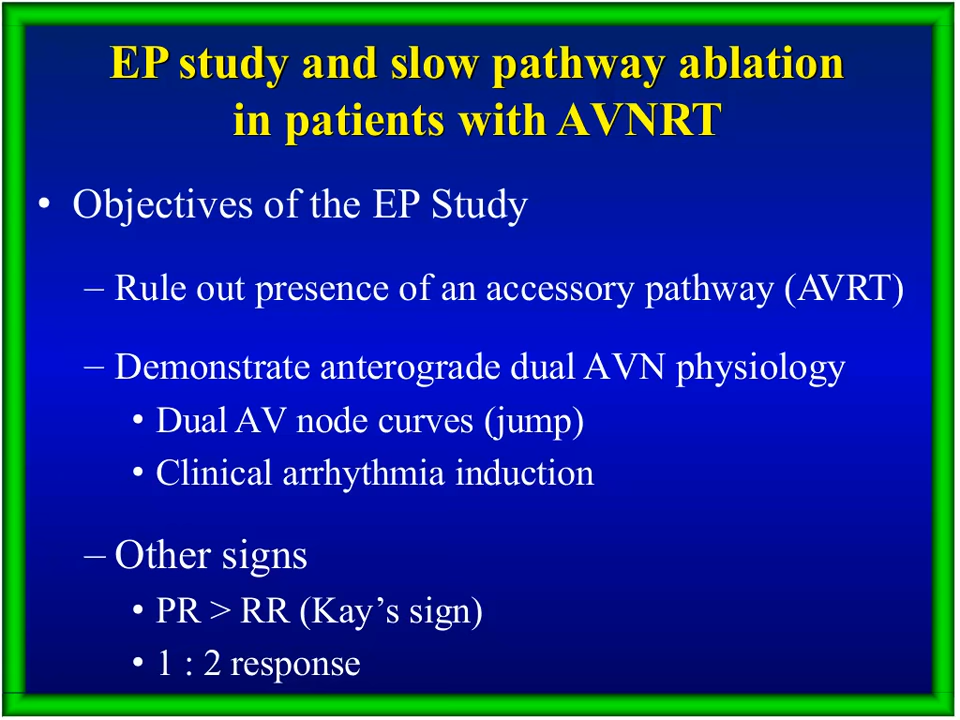 EP study and slow pathway ablation
in patients with AVNRT
• Objectives of the EP Study
– Rule out presence of an accessory pathway (AVRT)
– Demonstrate anterograde dual AVN physiology
• Dual AV node curves (jump)
• Clinical arrhythmia induction
– Other signs
• PR > RR (Kay’s sign)
• 1 : 2 response